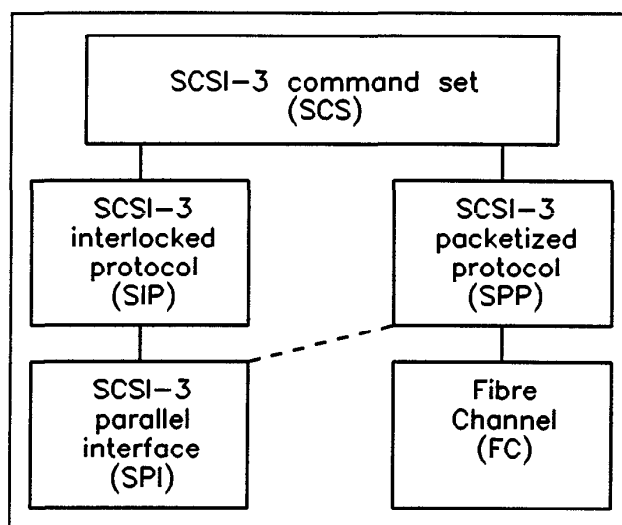 SCSI-3 command set
(SCS)
SCSI-3
interlocked
protocol
(SIP)
SCSI-3
packetized
protocol
(SPP)
SCSI-3
parallel
interface
(SPI)
Fibre
Channel
(FC)